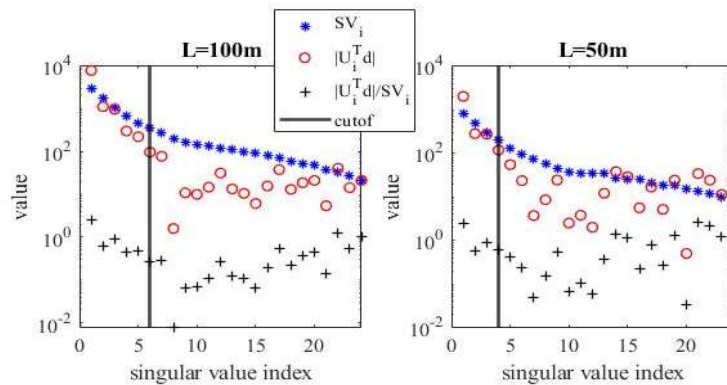 SV_i
|U_i^T d|
|U_i^T d|/SV_i
cutof
L=100m
L=50m
10^4
10^2
10^0
10^-2
value
0 5 10 15 20
singular value index
10^4
10^2
10^0
10^-2
value
0 5 10 15 20
singular value index